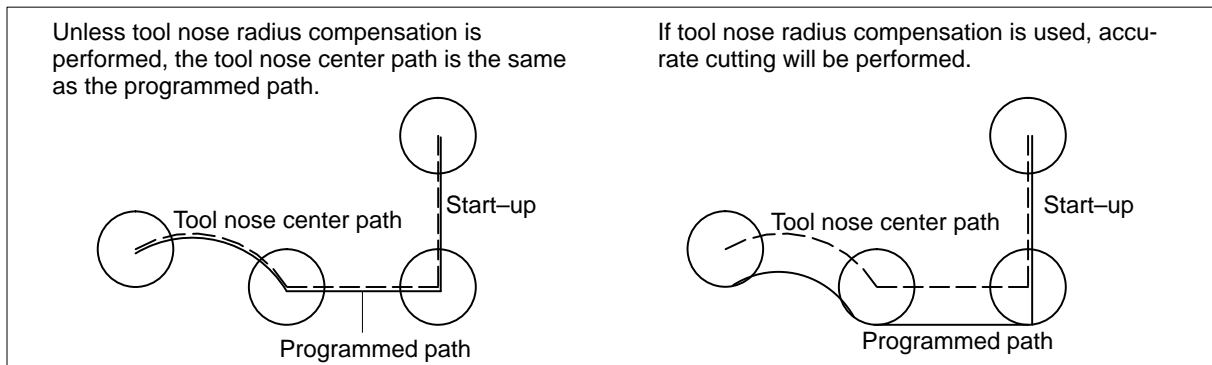 Unless tool nose radius compensation is
performed, the tool nose center path is the same
as the programmed path.
Start–up
Tool nose center path
Programmed path
If tool nose radius compensation is used, accu-
rate cutting will be performed.
Start–up
Tool nose center path
Programmed path